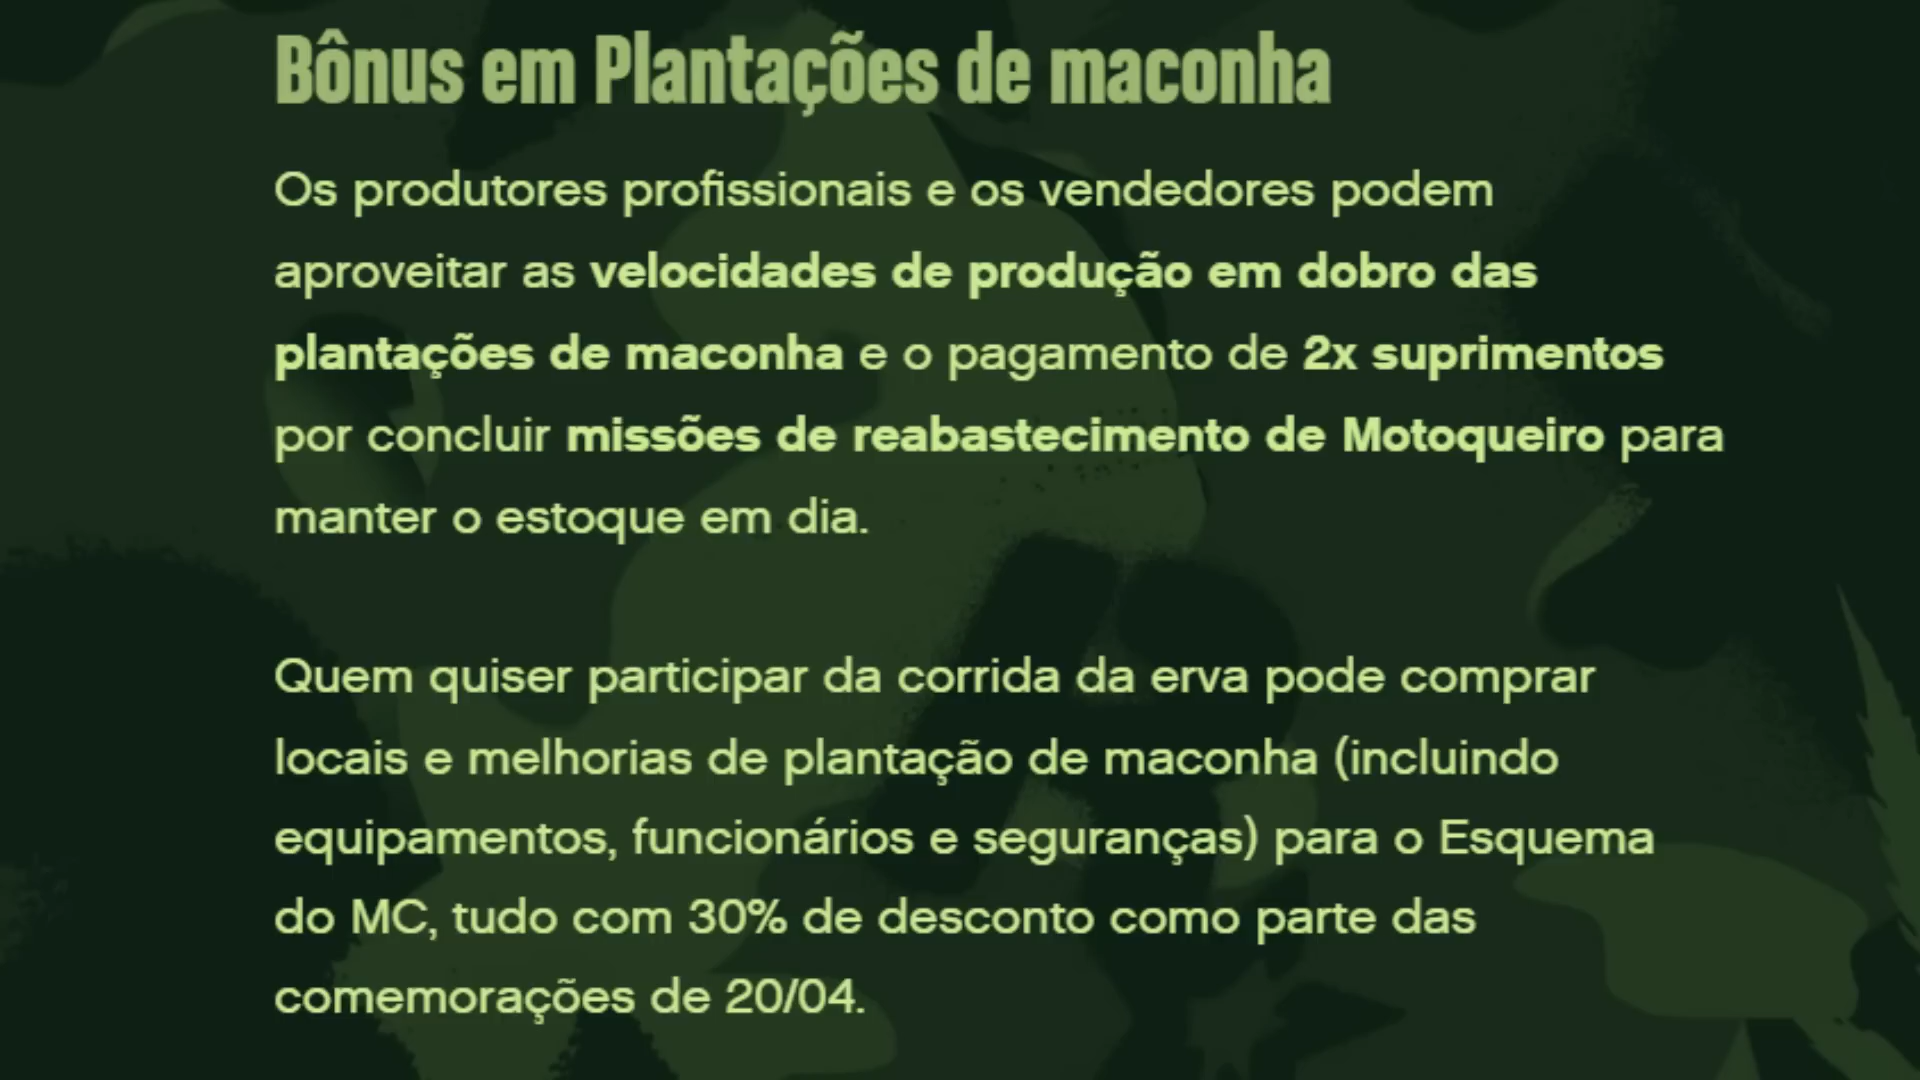 Bônus em Plantações de maconha
Os produtores profissionais e os vendedores podem
aproveitar as velocidades de produção em dobro das
plantações de maconha e o pagamento de 2x suprimentos
por concluir missões de reabastecimento de Motoqueiro para
manter o estoque em dia.
Quem quiser participar da corrida da erva pode comprar
locais e melhorias de plantação de maconha (incluindo
equipamentos, funcionários e seguranças) para o Esquema
do MC, tudo com 30% de desconto como parte das
comemorações de 20/04.